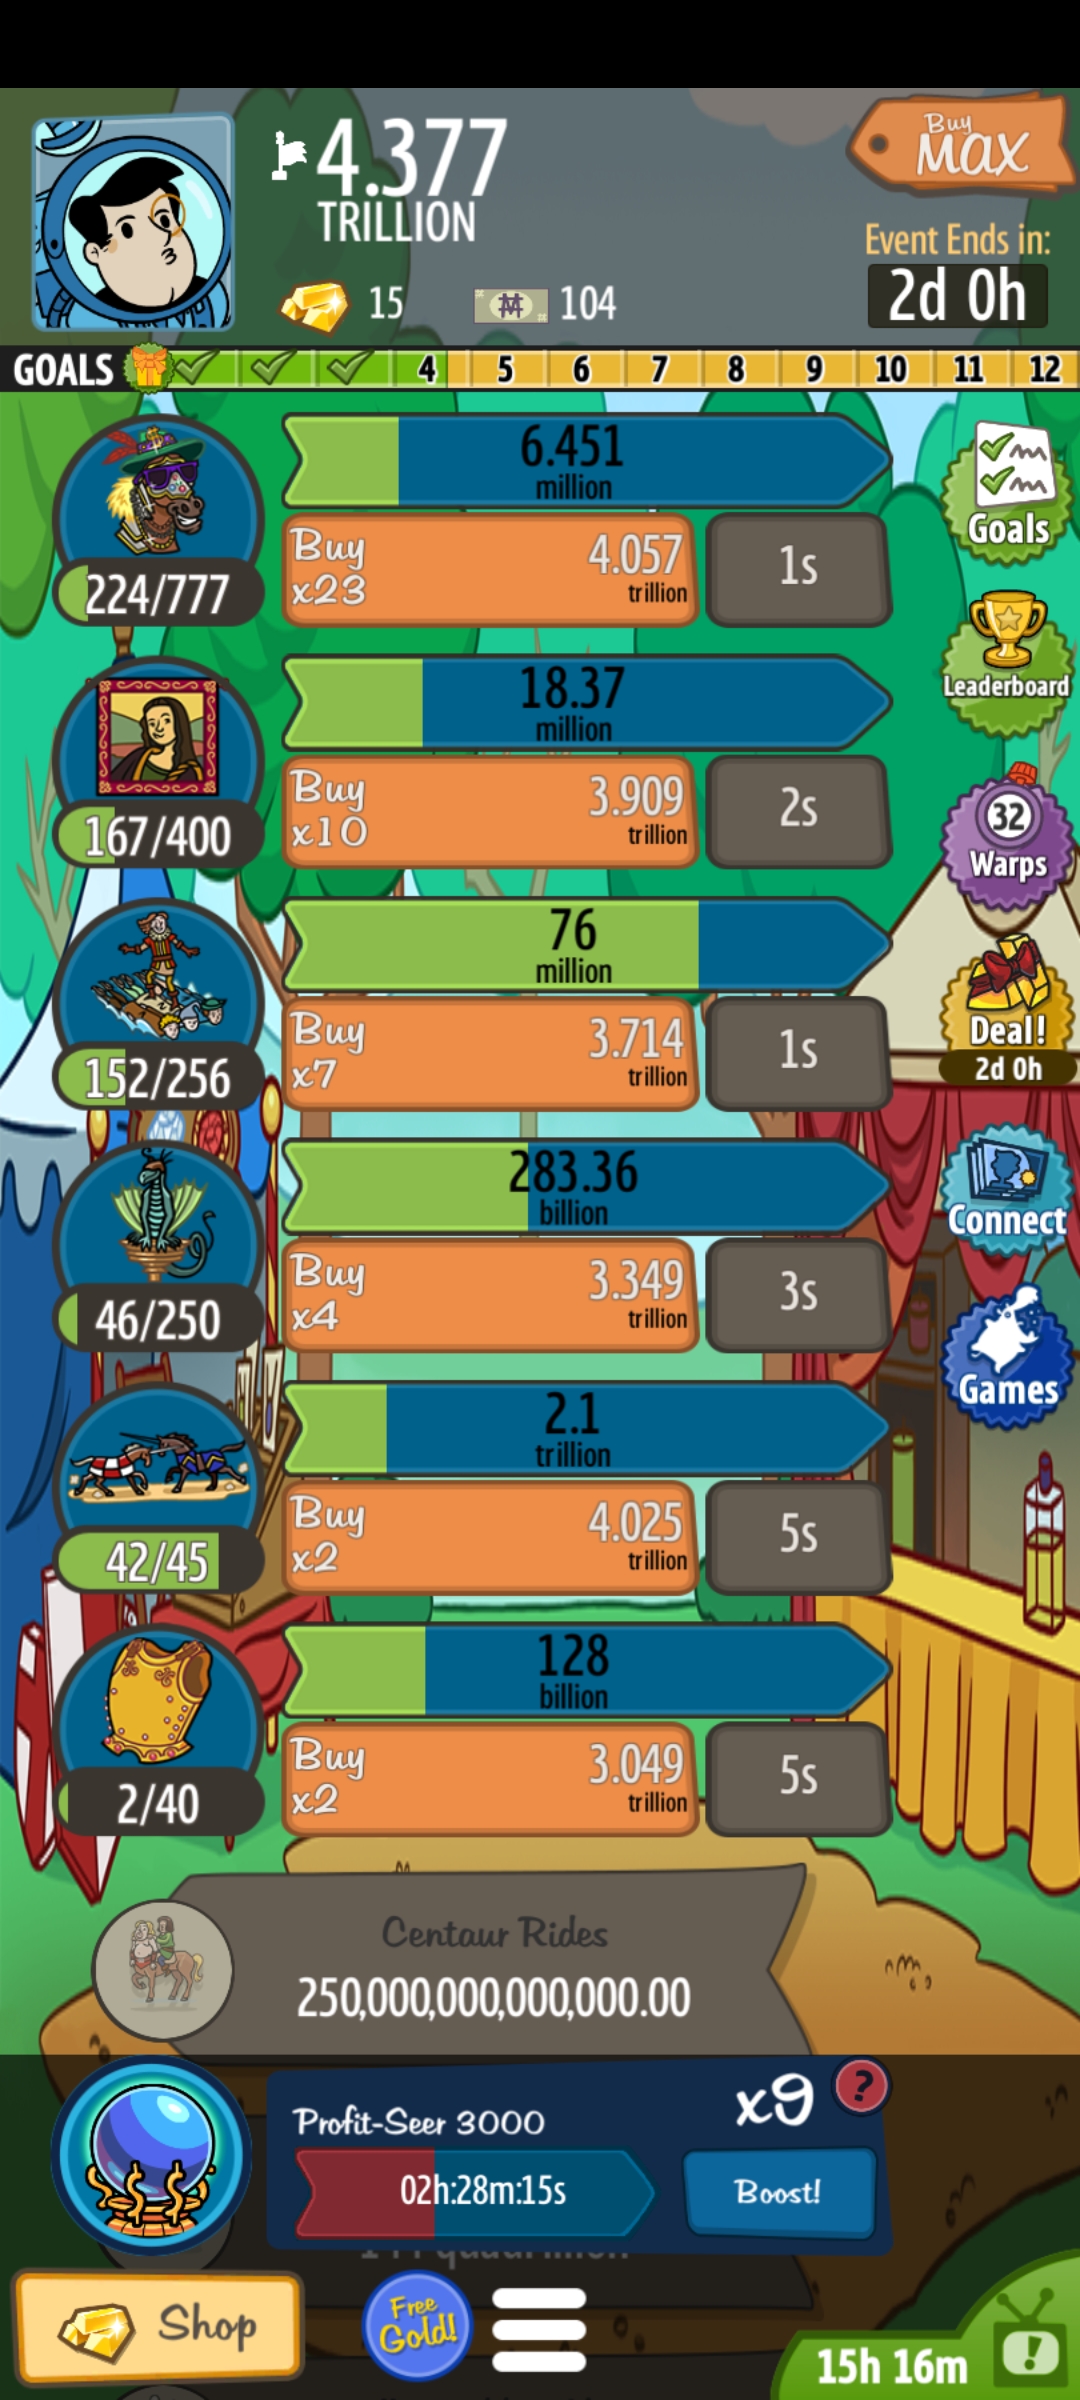 4.377
TRILLION
Buy
MAX
Event Ends in:
2d 0h
15
104
GOALS 4 5 6 7 8 9 10 11 12
6.451
million
Buy
x23
4.057
trillion
1s
224/777
Goals
Leaderboard
18.37
million
Buy
x10
3.909
trillion
2s
167/400
32
Warps
76
million
Buy
x7
3.714
trillion
1s
152/256
Deal!
2d 0h
283.36
billion
Buy
x4
3.349
trillion
3s
46/250
Connect
Games
2.1
trillion
Buy
x2
4.025
trillion
5s
42/45
128
billion
Buy
x2
3.049
trillion
5s
2/40
Centaur Rides
250,000,000,000,000.00
Profit-Seer 3000
x9
?
02h:28m:15s
Boost!
Shop
Free
Gold!
15h 16m
!